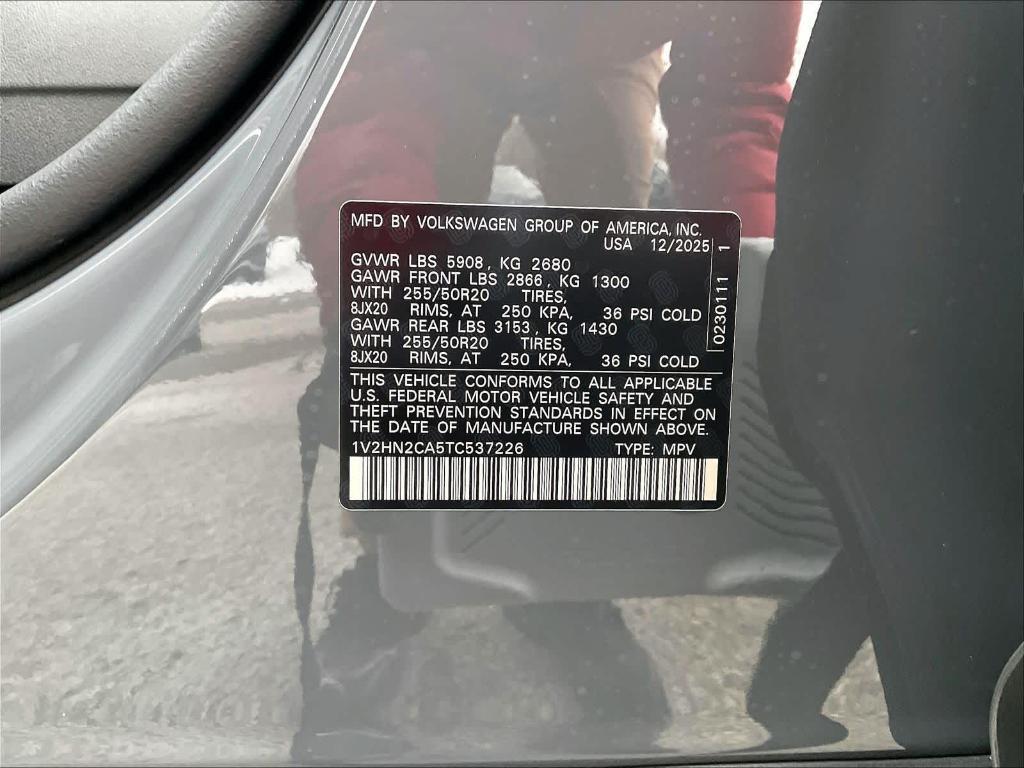 MFD BY VOLKSWAGEN GROUP OF AMERICA, INC.
USA 12/2025
GVWR LBS 5908, KG 2680
GAWR FRONT LBS 2866, KG 1300
WITH 255/50R20 TIRES,
8JX20 RIMS, AT 250 KPA, 36 PSI COLD
GAWR REAR LBS 3153, KG 1430
WITH 255/50R20 TIRES,
8JX20 RIMS, AT 250 KPA, 36 PSI COLD
0230111 1
THIS VEHICLE CONFORMS TO ALL APPLICABLE
U.S. FEDERAL MOTOR VEHICLE SAFETY AND
THEFT PREVENTION STANDARDS IN EFFECT ON
THE DATE OF MANUFACTURE SHOWN ABOVE.
1V2HN2CA5TC537226 TYPE: MPV